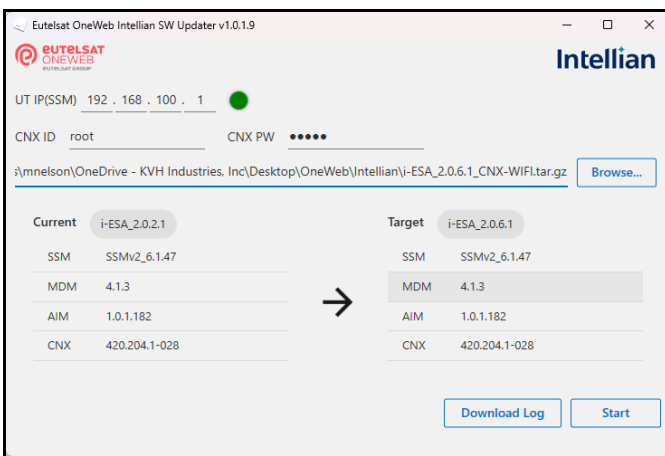 Eutelsat OneWeb Intellian SW Updater v1.0.1.9
eUTELSAT
ONEWEB
EUTELSAT GROUP
Intellian
UT IP(SSM) 192 . 168 . 100 . 1
CNX ID root CNX PW •••••
s\mnelson\OneDrive - KVH Industries, Inc\Desktop\OneWeb\Intellian\i-ESA_2.0.6.1_CNX-WIFI.tar.gz Browse...
Current i-ESA_2.0.2.1 Target i-ESA_2.0.6.1
SSM SSMv2_6.1.47 SSM SSMv2_6.1.47
MDM 4.1.3 MDM 4.1.3
AIM 1.0.1.182 AIM 1.0.1.182
CNX 420.204.1-028 CNX 420.204.1-028
Download Log Start